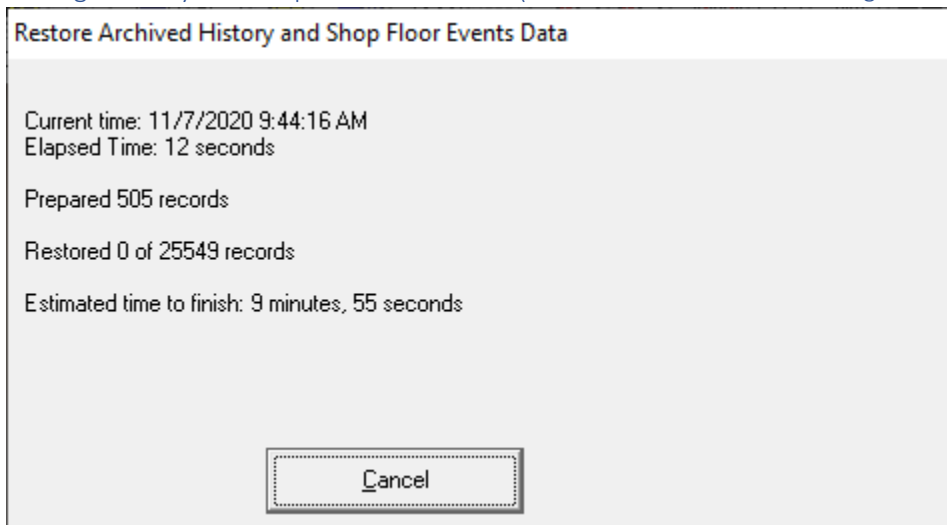 Restore Archived History and Shop Floor Events Data
Current time: 11/7/2020 9:44:16 AM
Elapsed Time: 12 seconds
Prepared 505 records
Restored 0 of 25549 records
Estimated time to finish: 9 minutes, 55 seconds
Cancel